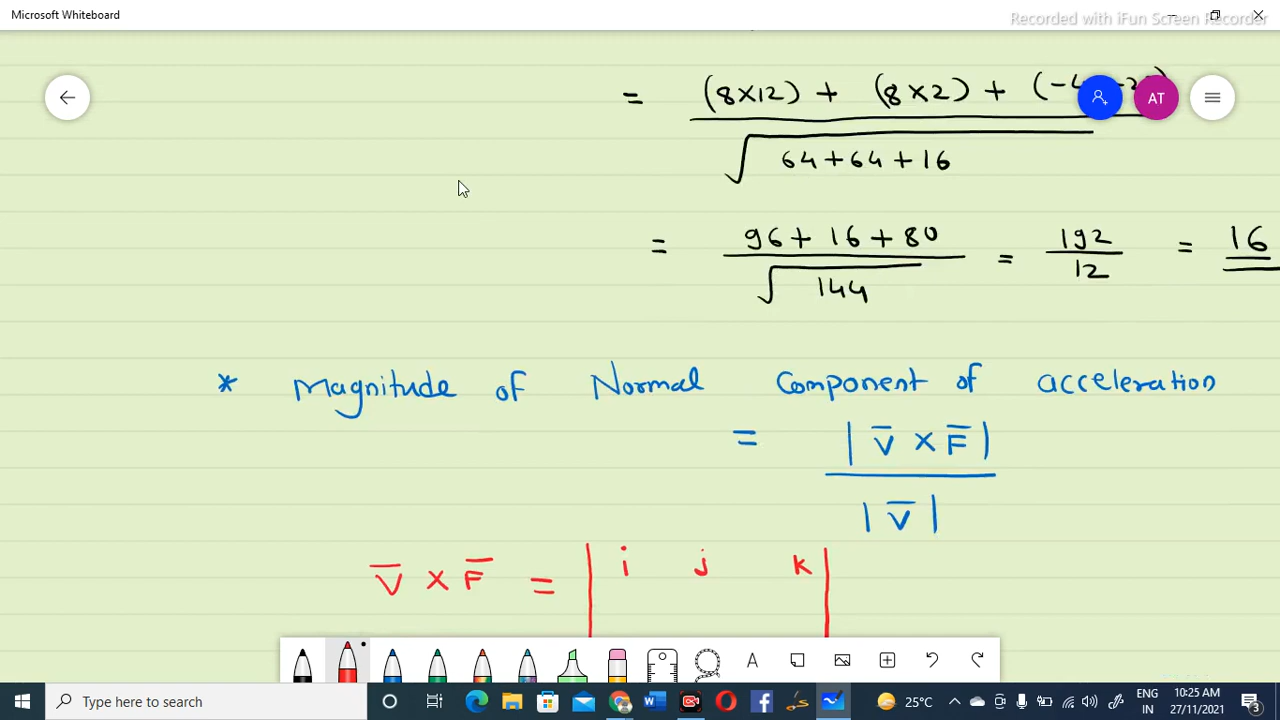 Microsoft Whiteboard
Recorded with iFun Screen Recorder
= (8×12) + (8×2) + (-4
√64+64+16
AT
= 96+16+80 / √144 = 192/12 = 16
* Magnitude of Normal Component of acceleration
= |V̅ × F̅|
|V̅|
V̅ × F̅ = | i j k |
A
Type here to search
25°C
ENG
IN
10:25 AM
27/11/2021
3